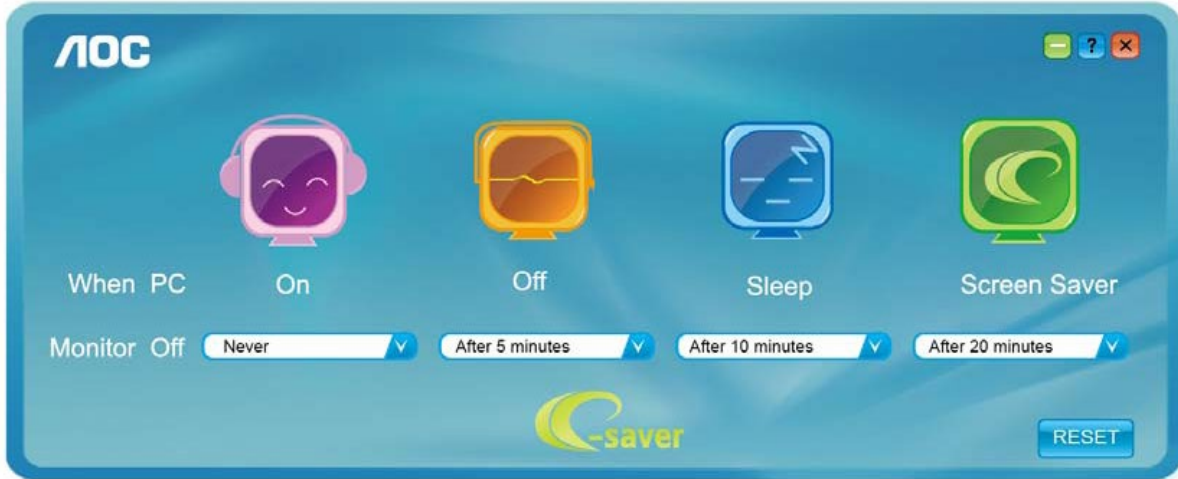 AOC
?
When PC On Off Sleep Screen Saver
Monitor Off Never After 5 minutes After 10 minutes After 20 minutes
e-saver
RESET